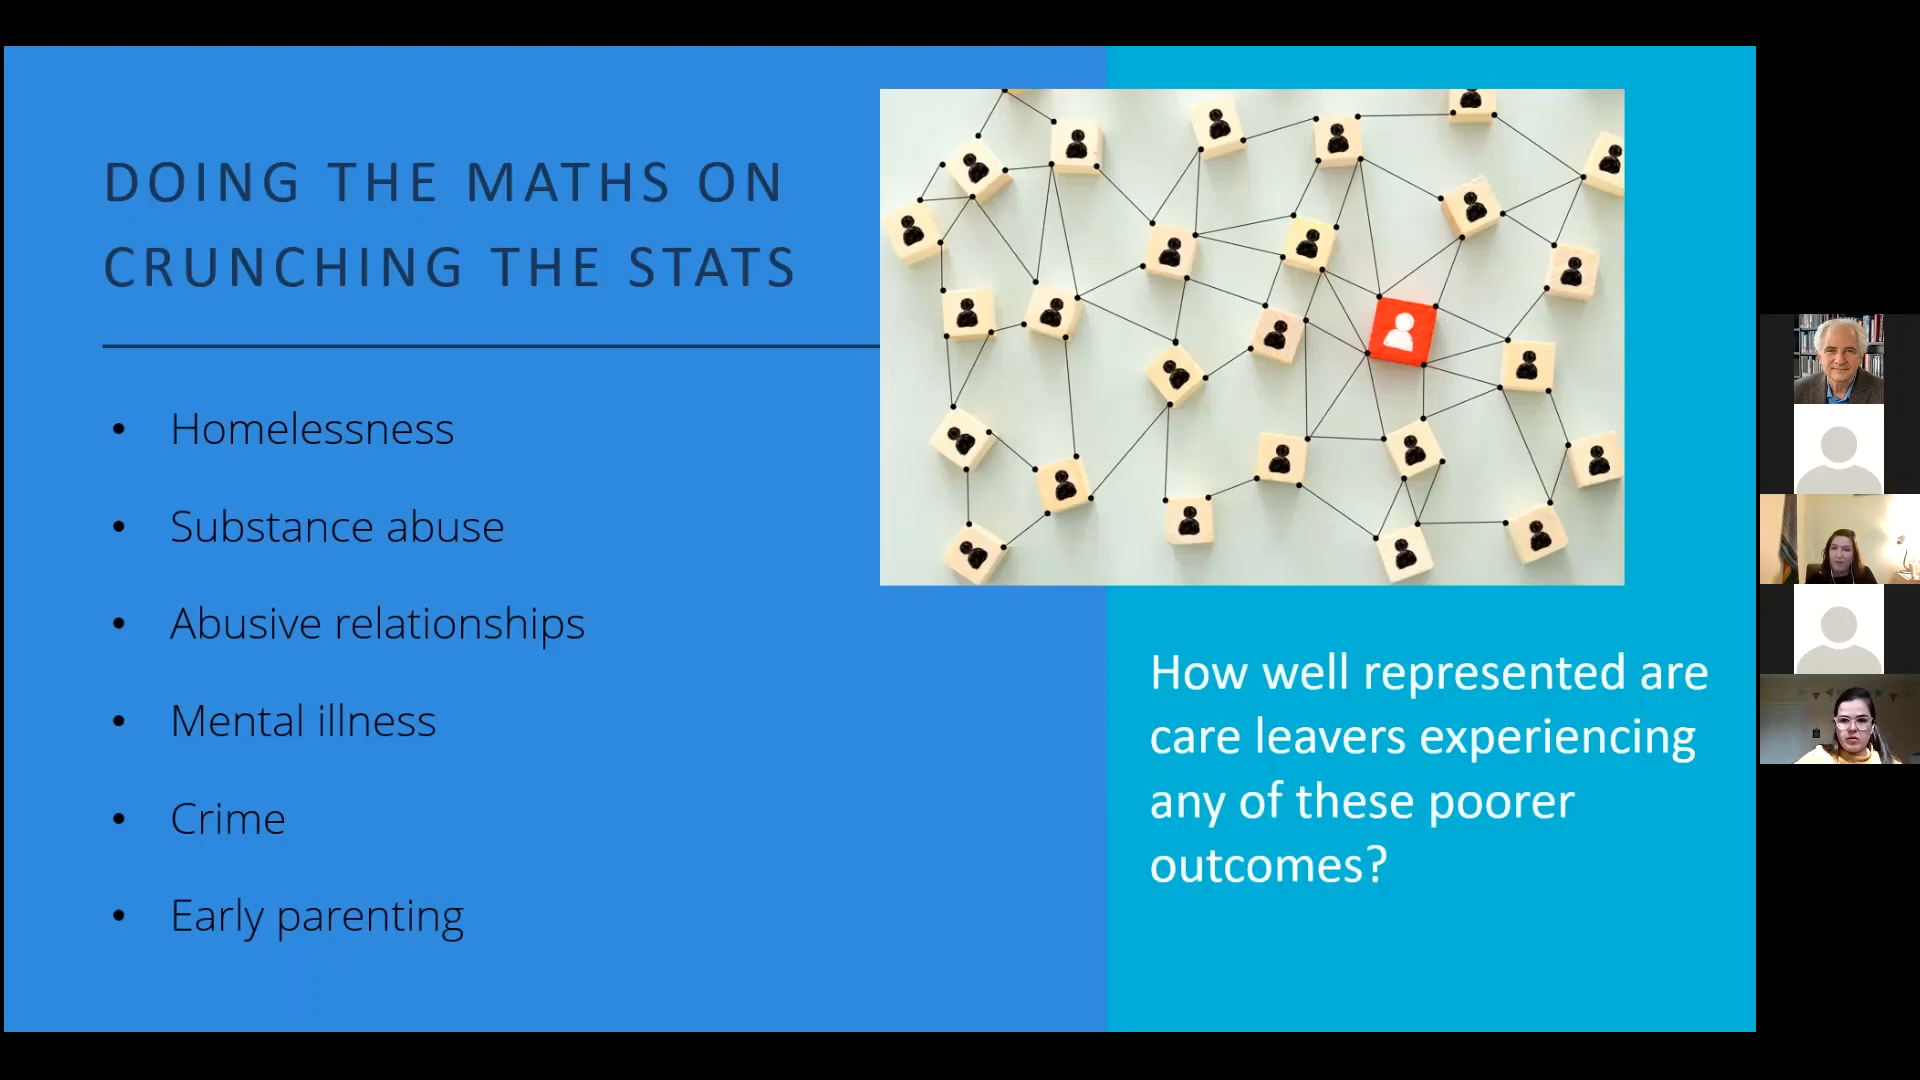 DOING THE MATHS ON
CRUNCHING THE STATS
• Homelessness
• Substance abuse
• Abusive relationships
• Mental illness
• Crime
• Early parenting
How well represented are
care leavers experiencing
any of these poorer
outcomes?